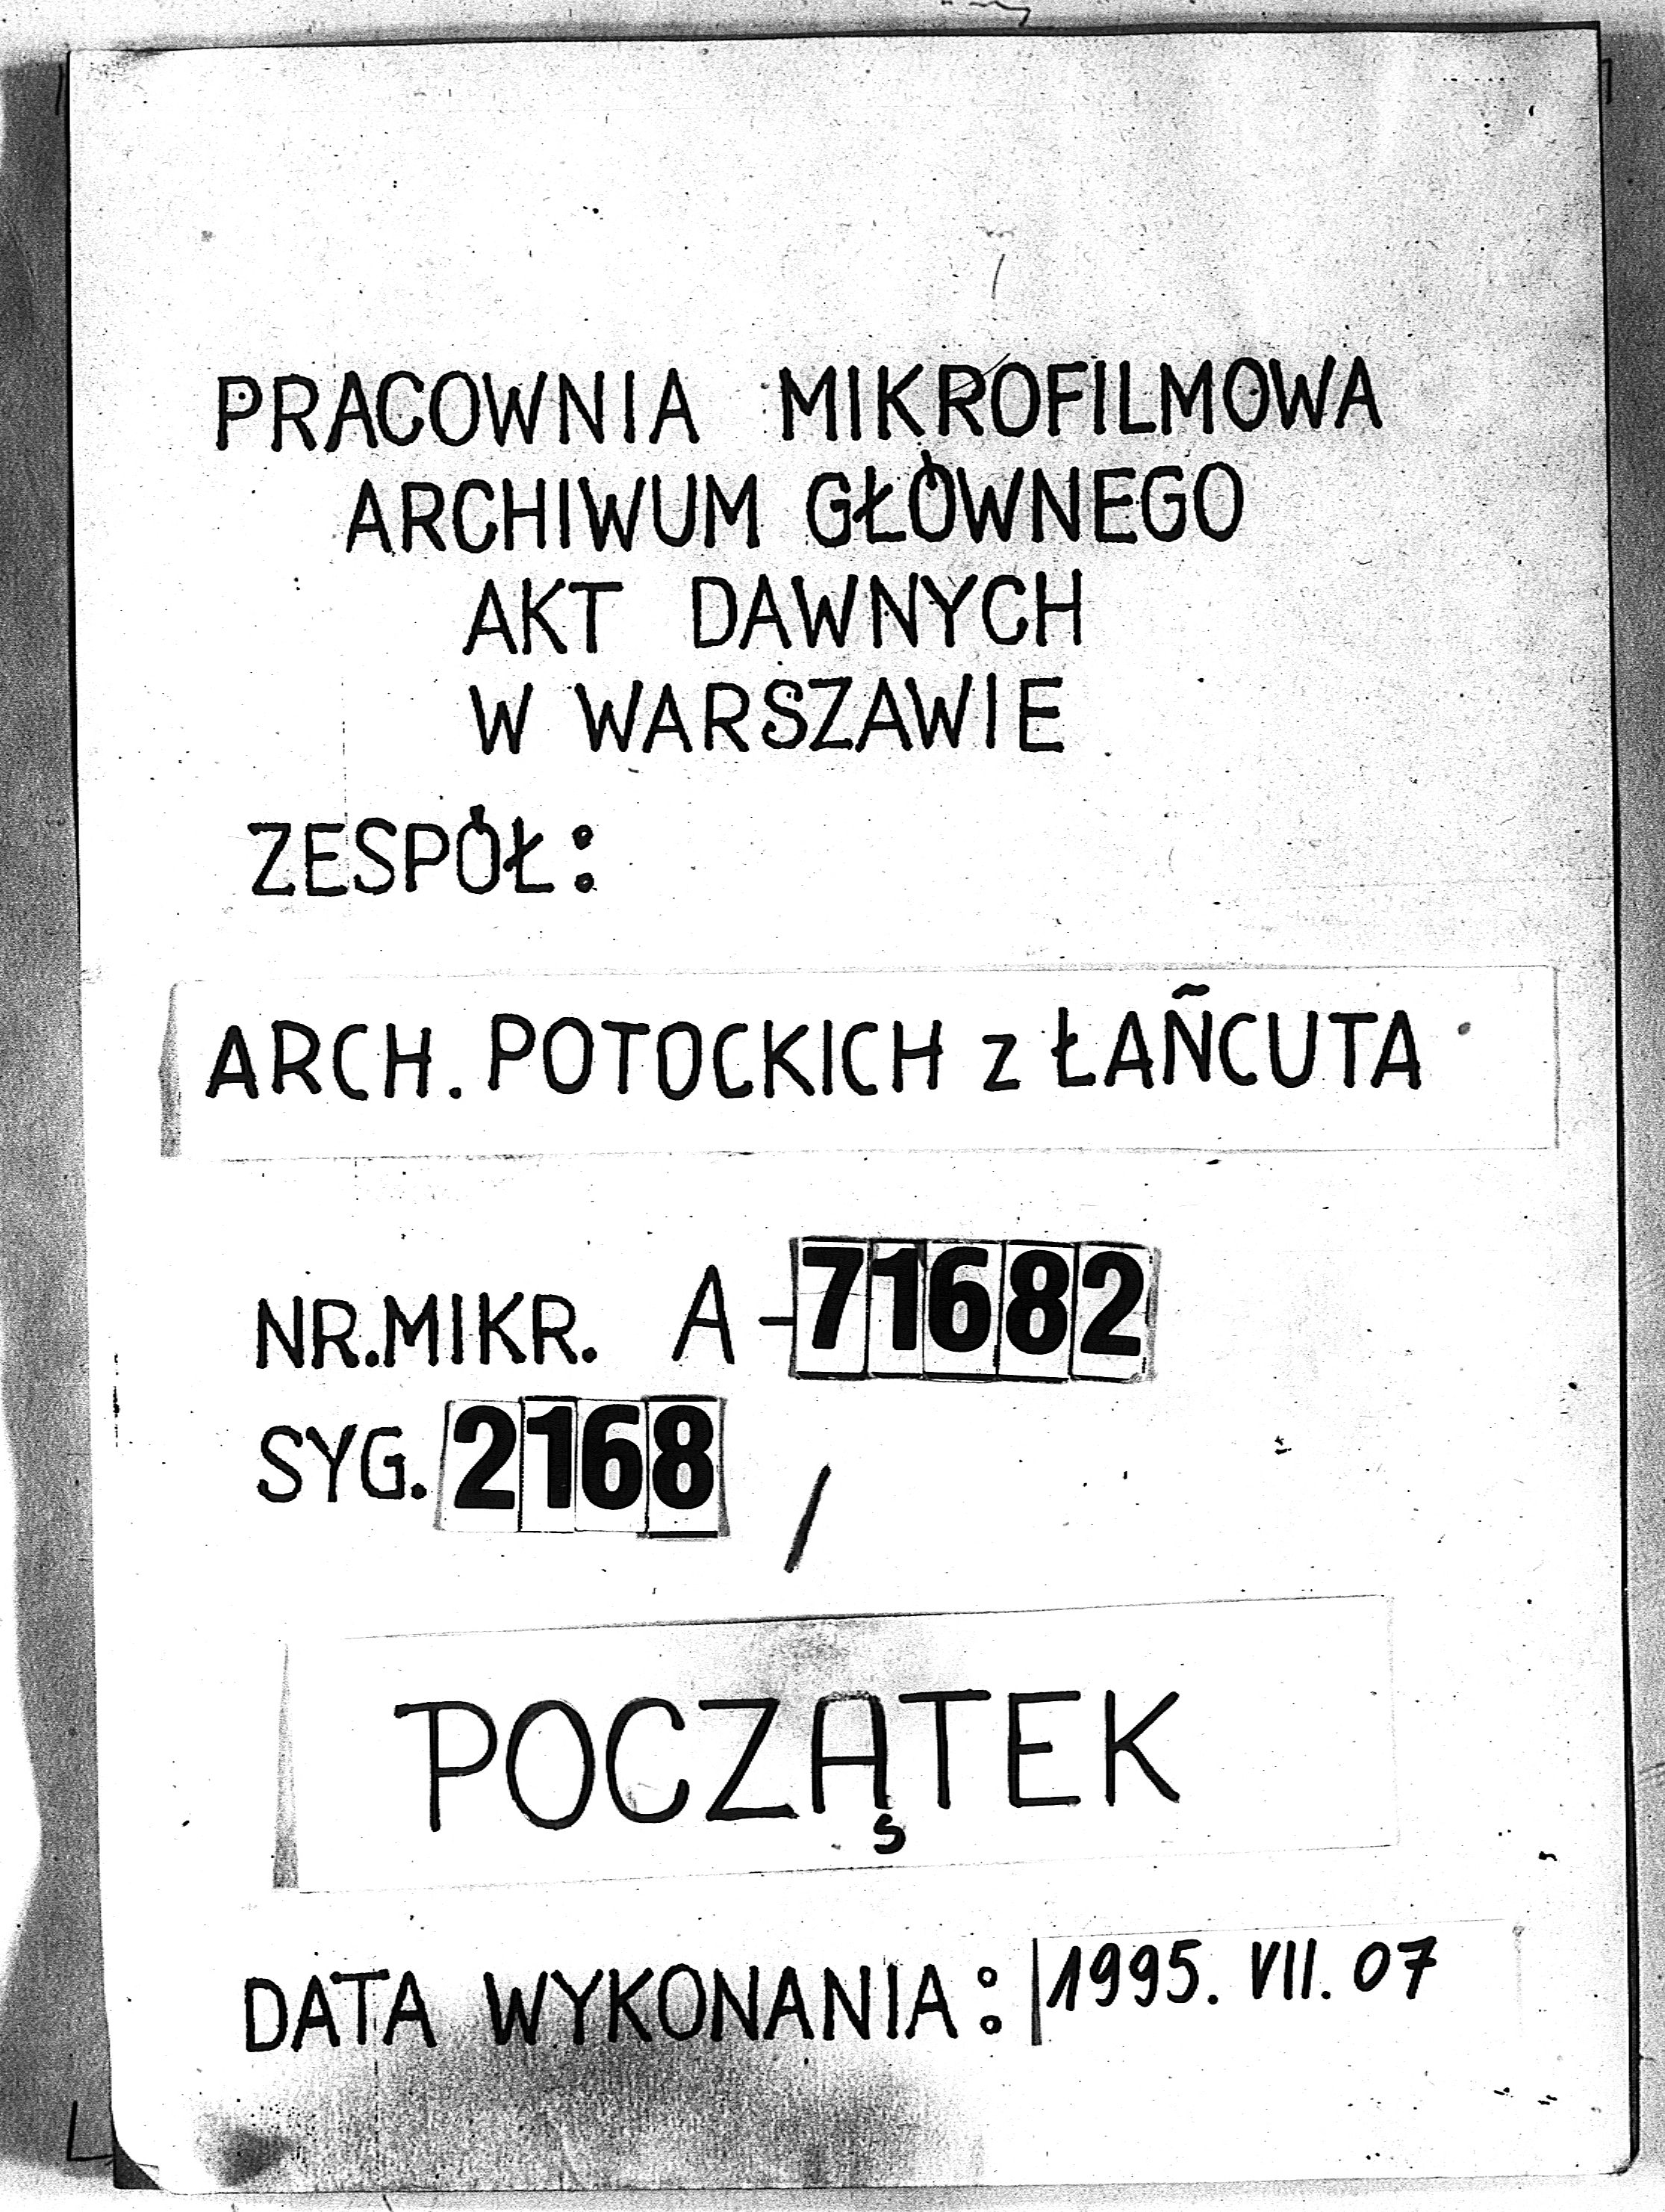 PRACOWNIA MIKROFILMOWA
ARCHIWUM GŁÓWNEGO
AKT DAWNYCH
W WARSZAWIE
ZESPÓŁ:
ARCH. POTOCKICH z ŁAŃCUTA
NR.MIKR. A-71682
SYG. 2168 /
POCZĄTEK
DATA WYKONANIA: 1995. VII. 07